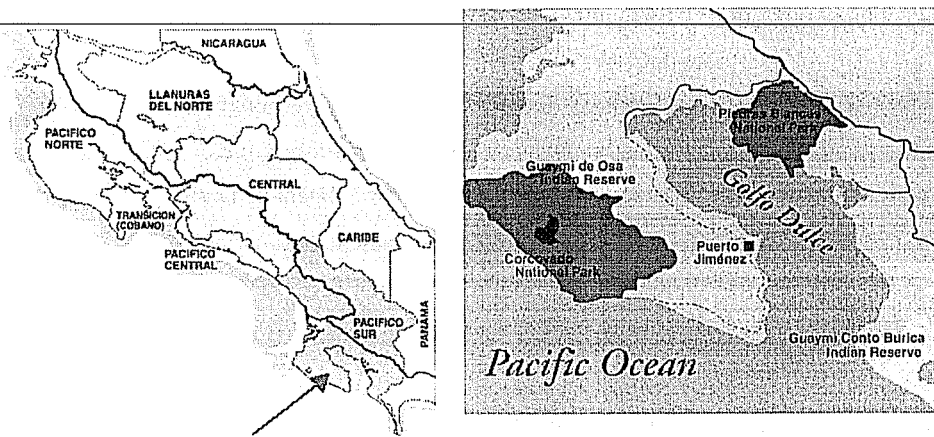 NICARAGUA
LLANURAS
DEL NORTE
PACIFICO
NORTE
CENTRAL
TRANSICION
(COBANO)
CARIBE
PACIFICO
CENTRAL
PACIFICO
SUR
PANAMA
Piedras Blancas
National Park
Guaymi de Osa
Indian Reserve
Golfo Dulce
Puerto
Jiménez
Corcovado
National Park
Guaymi Conto Burica
Indian Reserve
Pacific Ocean